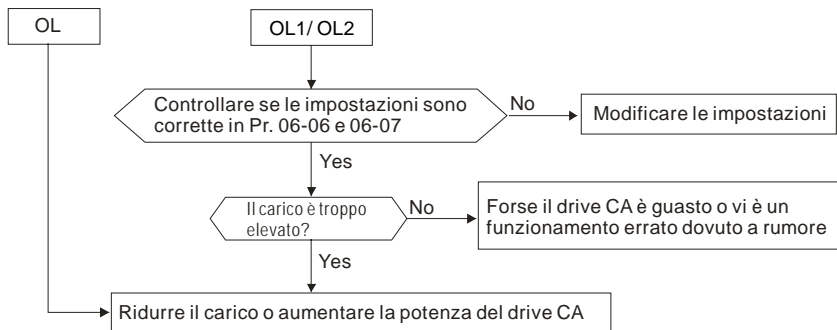 OL
OL1/ OL2
Controllare se le impostazioni sono
corrette in Pr. 06-06 e 06-07
No
Modificare le impostazioni
Yes
Il carico è troppo
elevato?
No
Forse il drive CA è guasto o vi è un
funzionamento errato dovuto a rumore
Yes
Ridurre il carico o aumentare la potenza del drive CA